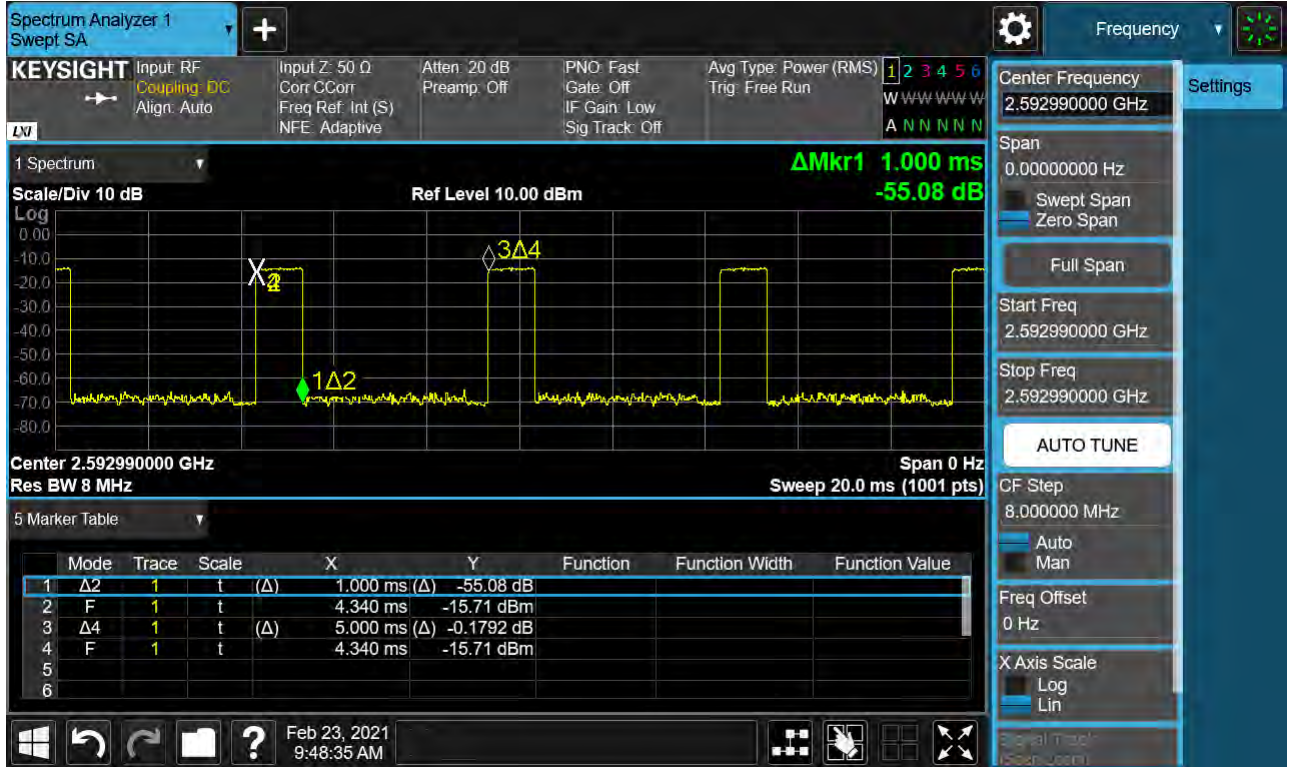 Spectrum Analyzer 1
Swept SA
Frequency
KEYSIGHT
LXI
Input: RF
Coupling: DC
Align: Auto
Input Z: 50 Ω
Corr CCorr
Freq Ref: Int (S)
NFE: Adaptive
Atten: 20 dB
Preamp: Off
PNO: Fast
Gate: Off
IF Gain: Low
Sig Track: Off
Avg Type: Power (RMS)
Trig: Free Run
1 2 3 4 5 6
W W W W W W
A N N N N N
1 Spectrum
Scale/Div 10 dB
Ref Level 10.00 dBm
ΔMkr1 1.000 ms
-55.08 dB
Log
0.00
-10.0
-20.0
-30.0
-40.0
-50.0
-60.0
-70.0
-80.0
3Δ4
1Δ2
Center 2.592990000 GHz
Span 0 Hz
Res BW 8 MHz
Sweep 20.0 ms (1001 pts)
5 Marker Table
Mode Trace Scale X Y Function Function Width Function Value
1 Δ2 1 t (Δ) 1.000 ms (Δ) -55.08 dB
2 F 1 t 4.340 ms -15.71 dBm
3 Δ4 1 t (Δ) 5.000 ms (Δ) -0.1792 dB
4 F 1 t 4.340 ms -15.71 dBm
5
6
Feb 23, 2021
9:48:35 AM
Center Frequency
2.592990000 GHz
Span
0.00000000 Hz
Swept Span
Zero Span
Full Span
Start Freq
2.592990000 GHz
Stop Freq
2.592990000 GHz
AUTO TUNE
CF Step
8.000000 MHz
Auto
Man
Freq Offset
0 Hz
X Axis Scale
Log
Lin
Settings